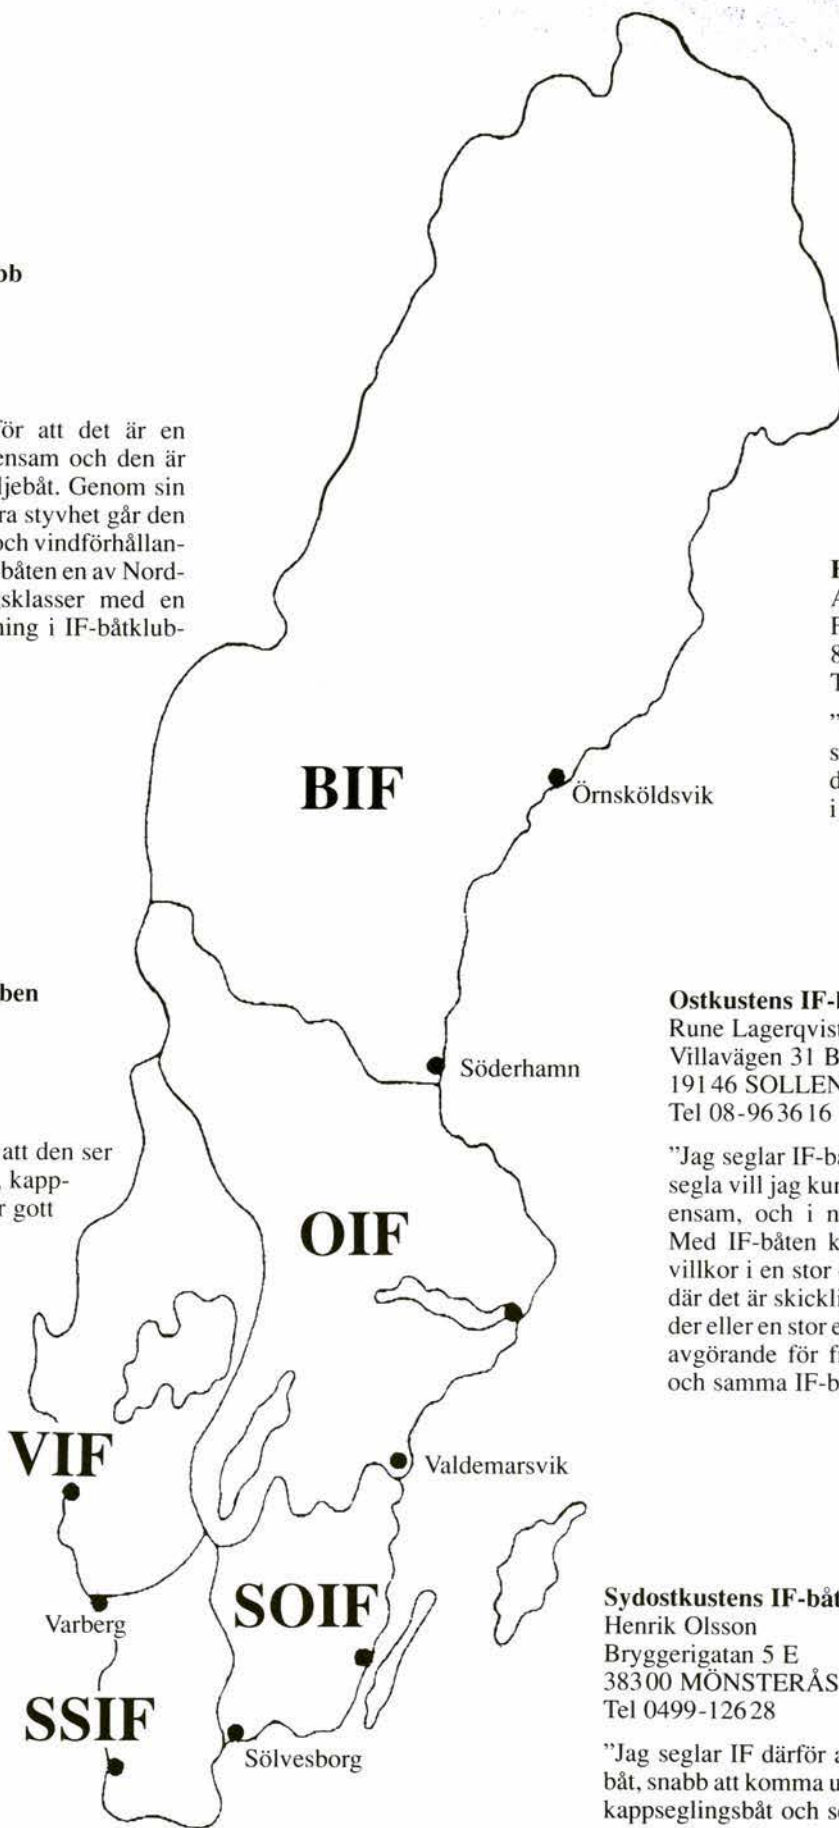 bb
för att det är en
ensam och den är
ljebåt. Genom sin
ra styvhet går den
och vindförhållan-
båten en av Nord-
sklasser med en
ning i IF-båtklub-
BIF
Örnsköldsvik
8
T
"
s
d
i
ben
att den ser
, kapp-
r gott
Söderhamn
OIF
Ostkustens IF-
Rune Lagerqvist
Villavägen 31 B
191 46 SOLLEN
Tel 08-96 36 16
"Jag seglar IF-bå
segla vill jag kun
ensam, och i n
Med IF-båten k
villkor i en stor
där det är skickli
der eller en stor e
avgörande för f
och samma IF-b
VIF
Valdemarsvik
Varberg
SOIF
SSIF
Sölvesborg
Sydostkustens IF-båt
Henrik Olsson
Bryggerigatan 5 E
383 00 MÖNSTERÅS
Tel 0499-126 28
"Jag seglar IF därför a
båt, snabb att komma u
kappseglingsbåt och s